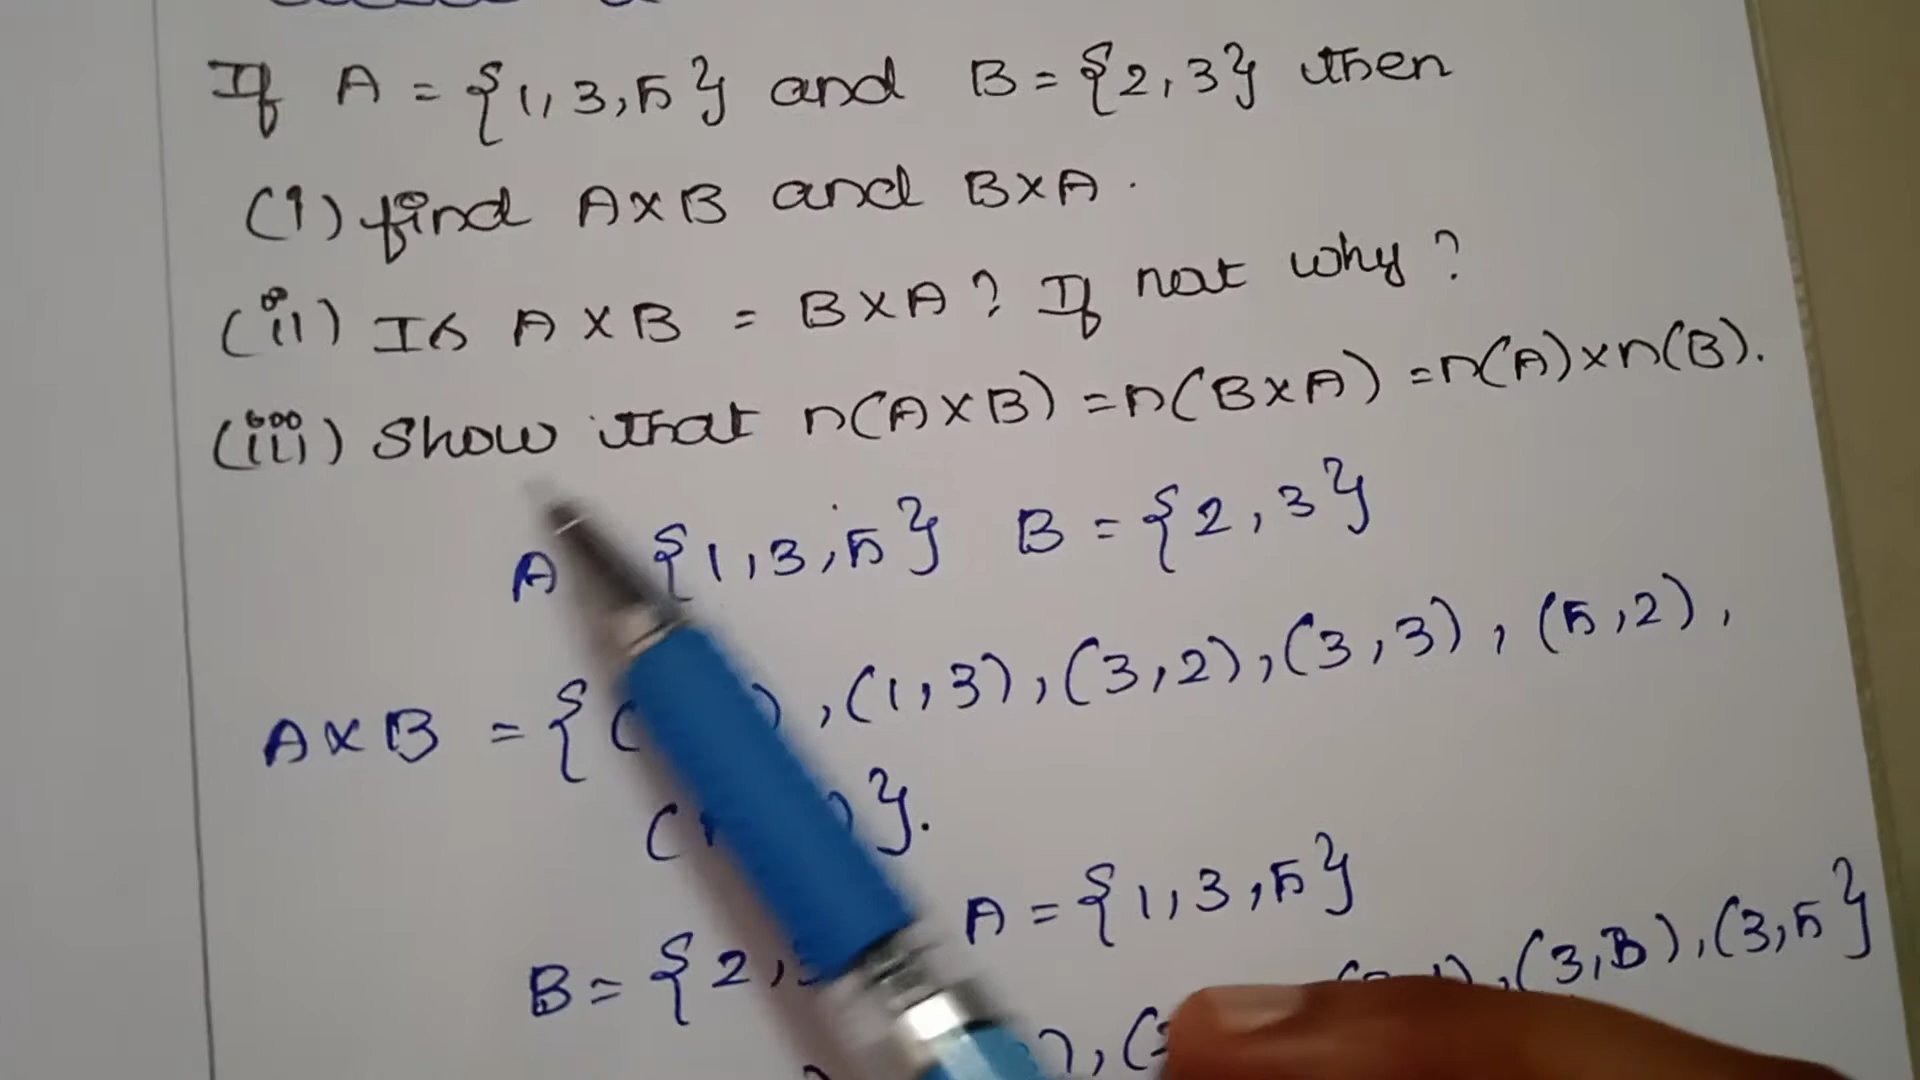 If A = {1, 3, 5} and B = {2, 3} then
(i) find A×B and B×A.
(ii) Is A×B = B×A? If not why?
(iii) Show that n(A×B) = n(B×A) = n(A)×n(B).
A {1,3,5} B = {2,3}
A×B = {( ), (1,3), (3,2), (3,3), (5,2),
( )}.
B = {2, A = {1,3,5}
), (3,3), (3,5}
), (